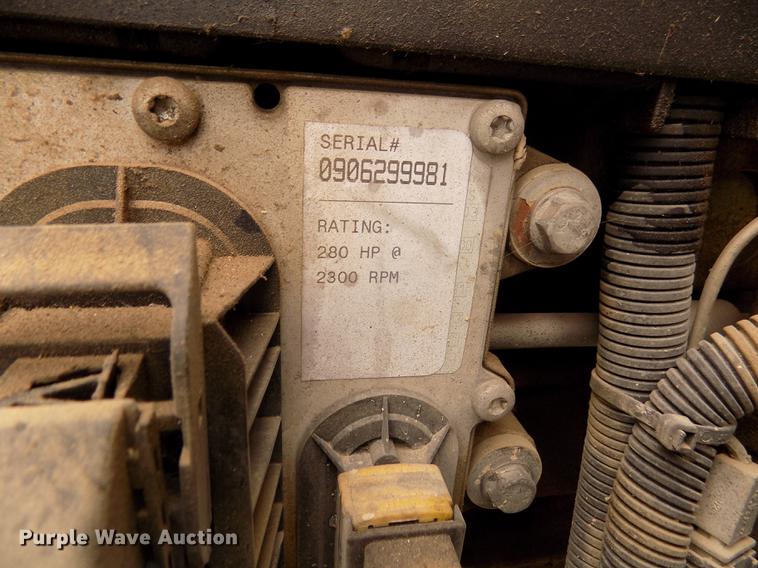 SERIAL#
0906299981
RATING:
280 HP @
2300 RPM
Purple Wave Auction